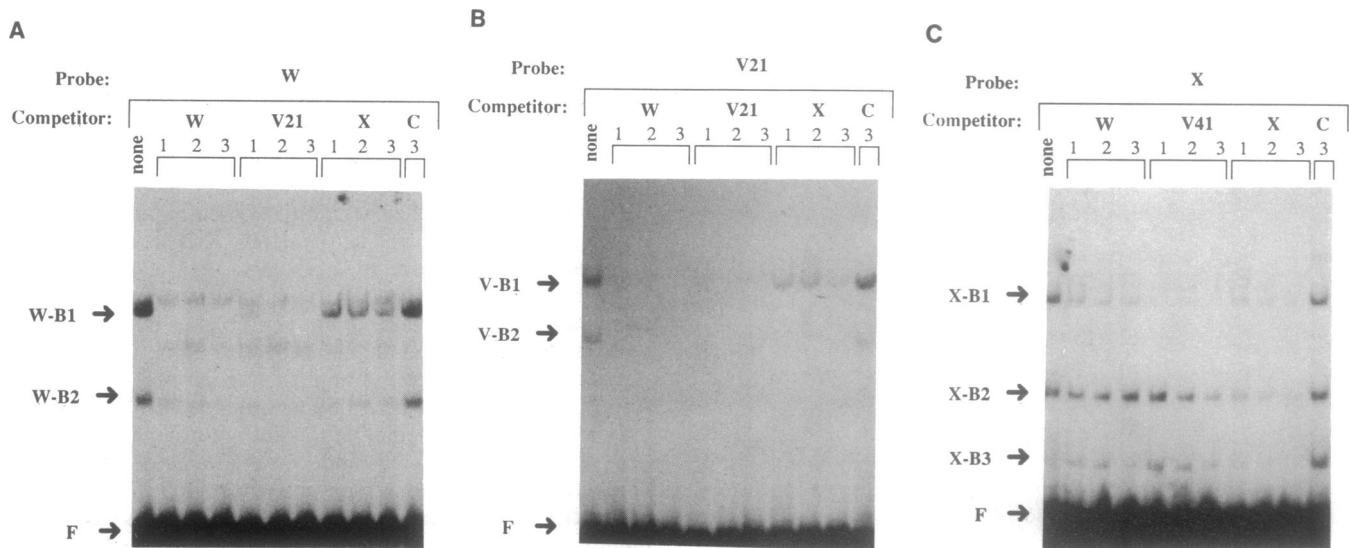 A
Probe: W
Competitor: W V21 X C
none 1 2 3 1 2 3 1 2 3 3
W-B1 →
W-B2 →
F →
B
Probe: V21
Competitor: W V21 X C
none 1 2 3 1 2 3 1 2 3 3
V-B1 →
V-B2 →
F →
C
Probe: X
Competitor: W V41 X C
none 1 2 3 1 2 3 1 2 3 3
X-B1 →
X-B2 →
X-B3 →
F →